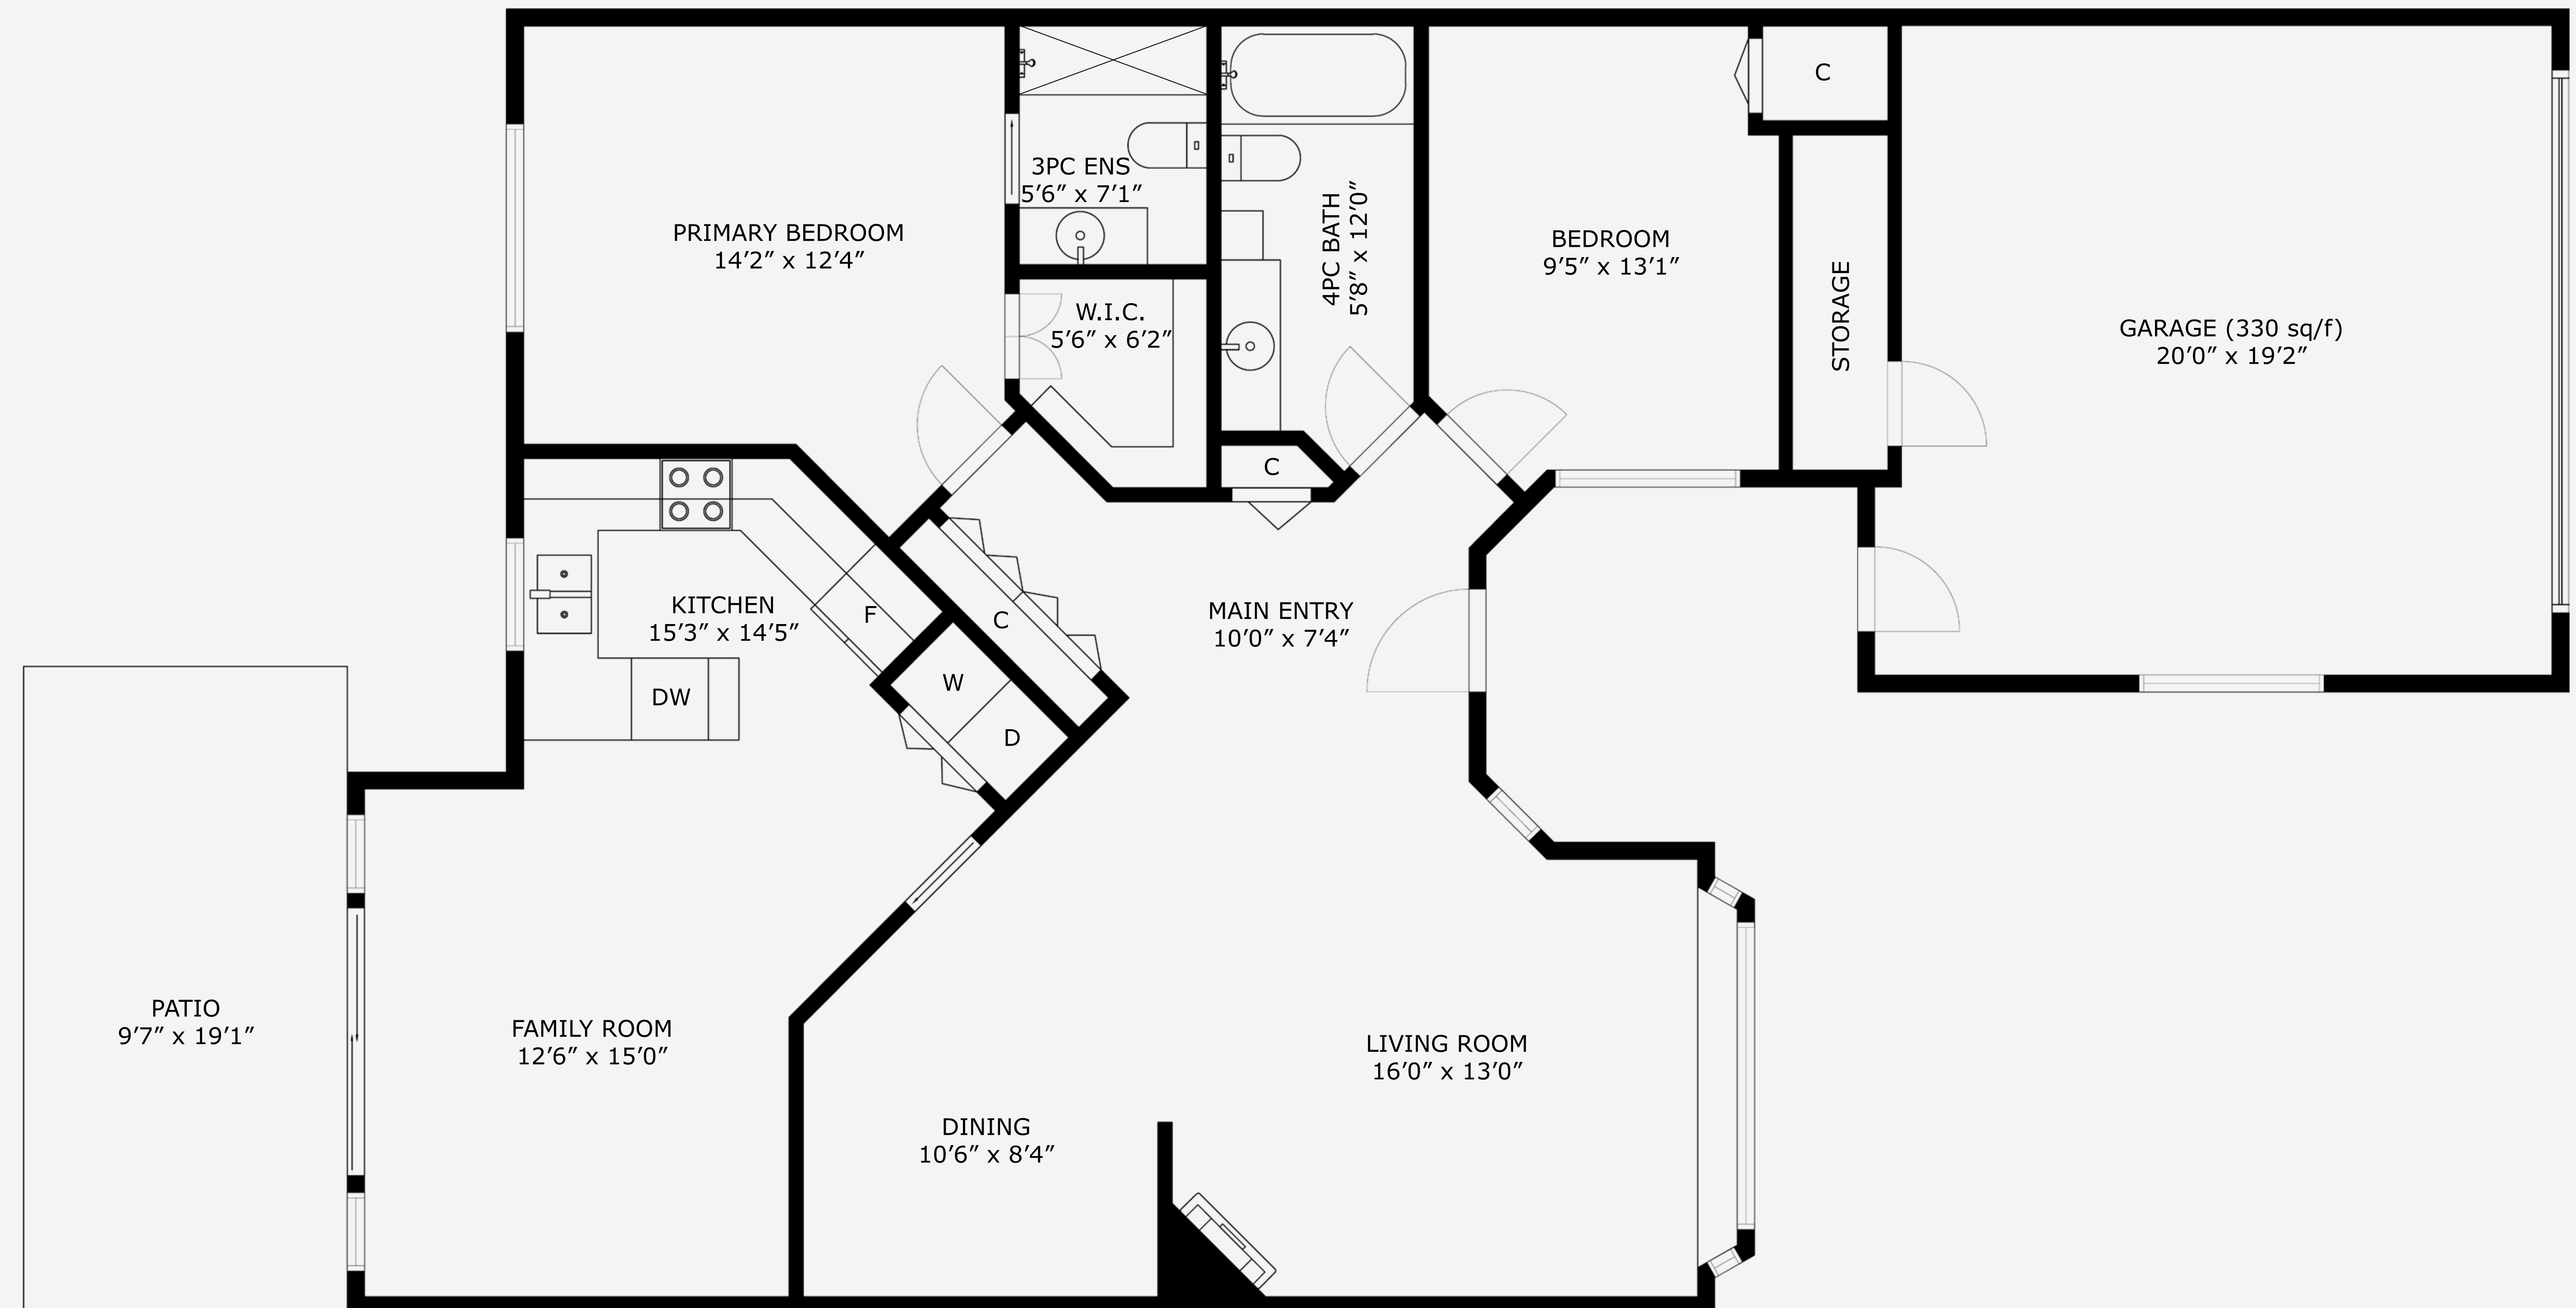 C
3PC ENS
5’6” x 7’1”
PRIMARY BEDROOM
14’2” x 12’4”
4PC BATH
5’8” x 12’0”
BEDROOM
9’5” x 13’1”
STORAGE
GARAGE (330 sq/f)
20’0” x 19’2”
W.I.C.
5’6” x 6’2”
C
KITCHEN
15’3” x 14’5”
F
C
MAIN ENTRY
10’0” x 7’4”
W
DW
D
PATIO
9’7” x 19’1”
FAMILY ROOM
12’6” x 15’0”
LIVING ROOM
16’0” x 13’0”
DINING
10’6” x 8’4”